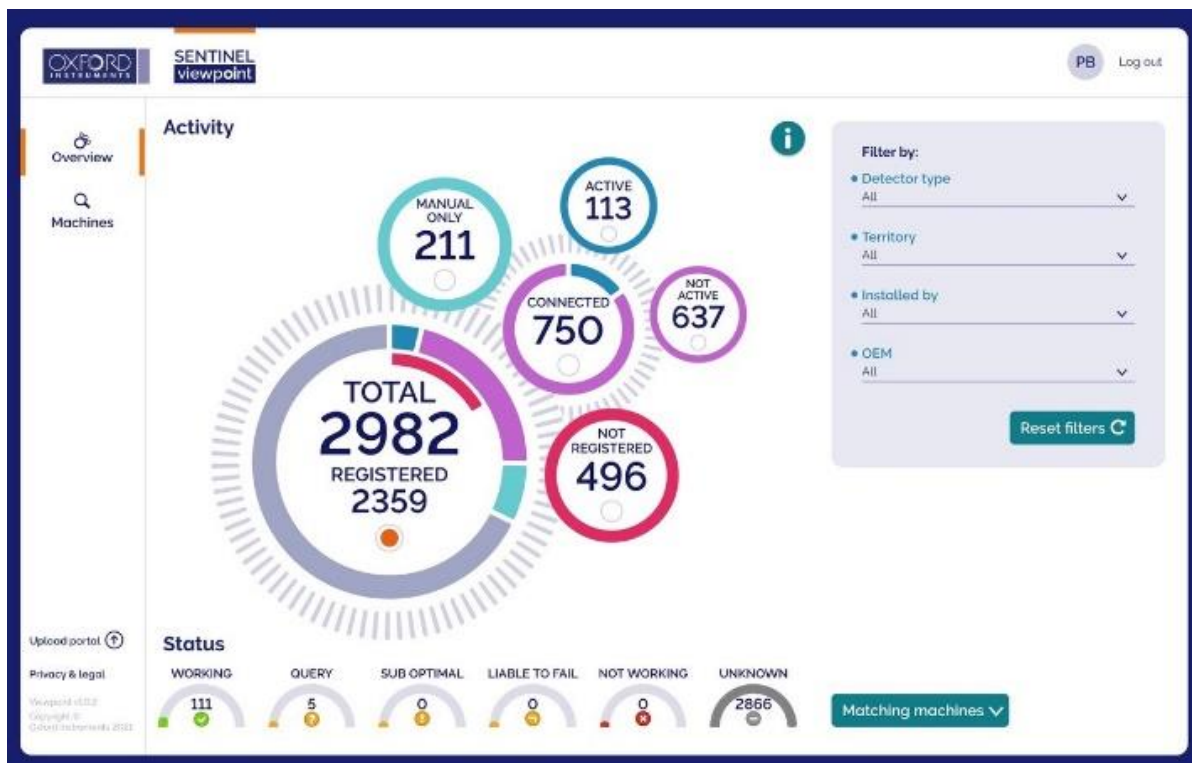 OXFORD
INSTRUMENTS
SENTINEL
viewpoint
PB
Log out
Overview
Machines
Activity
MANUAL
ONLY
211
ACTIVE
113
CONNECTED
750
NOT
ACTIVE
637
TOTAL
2982
REGISTERED
2359
NOT
REGISTERED
496
Filter by:
Detector type
All
Territory
All
Installed by
All
OEM
All
Reset filters
Upload portal
Privacy & legal
Copyright ©
Oxford Instruments
Status
WORKING
111
QUERY
5
SUB OPTIMAL
0
LIABLE TO FAIL
0
NOT WORKING
0
UNKNOWN
2866
Matching machines